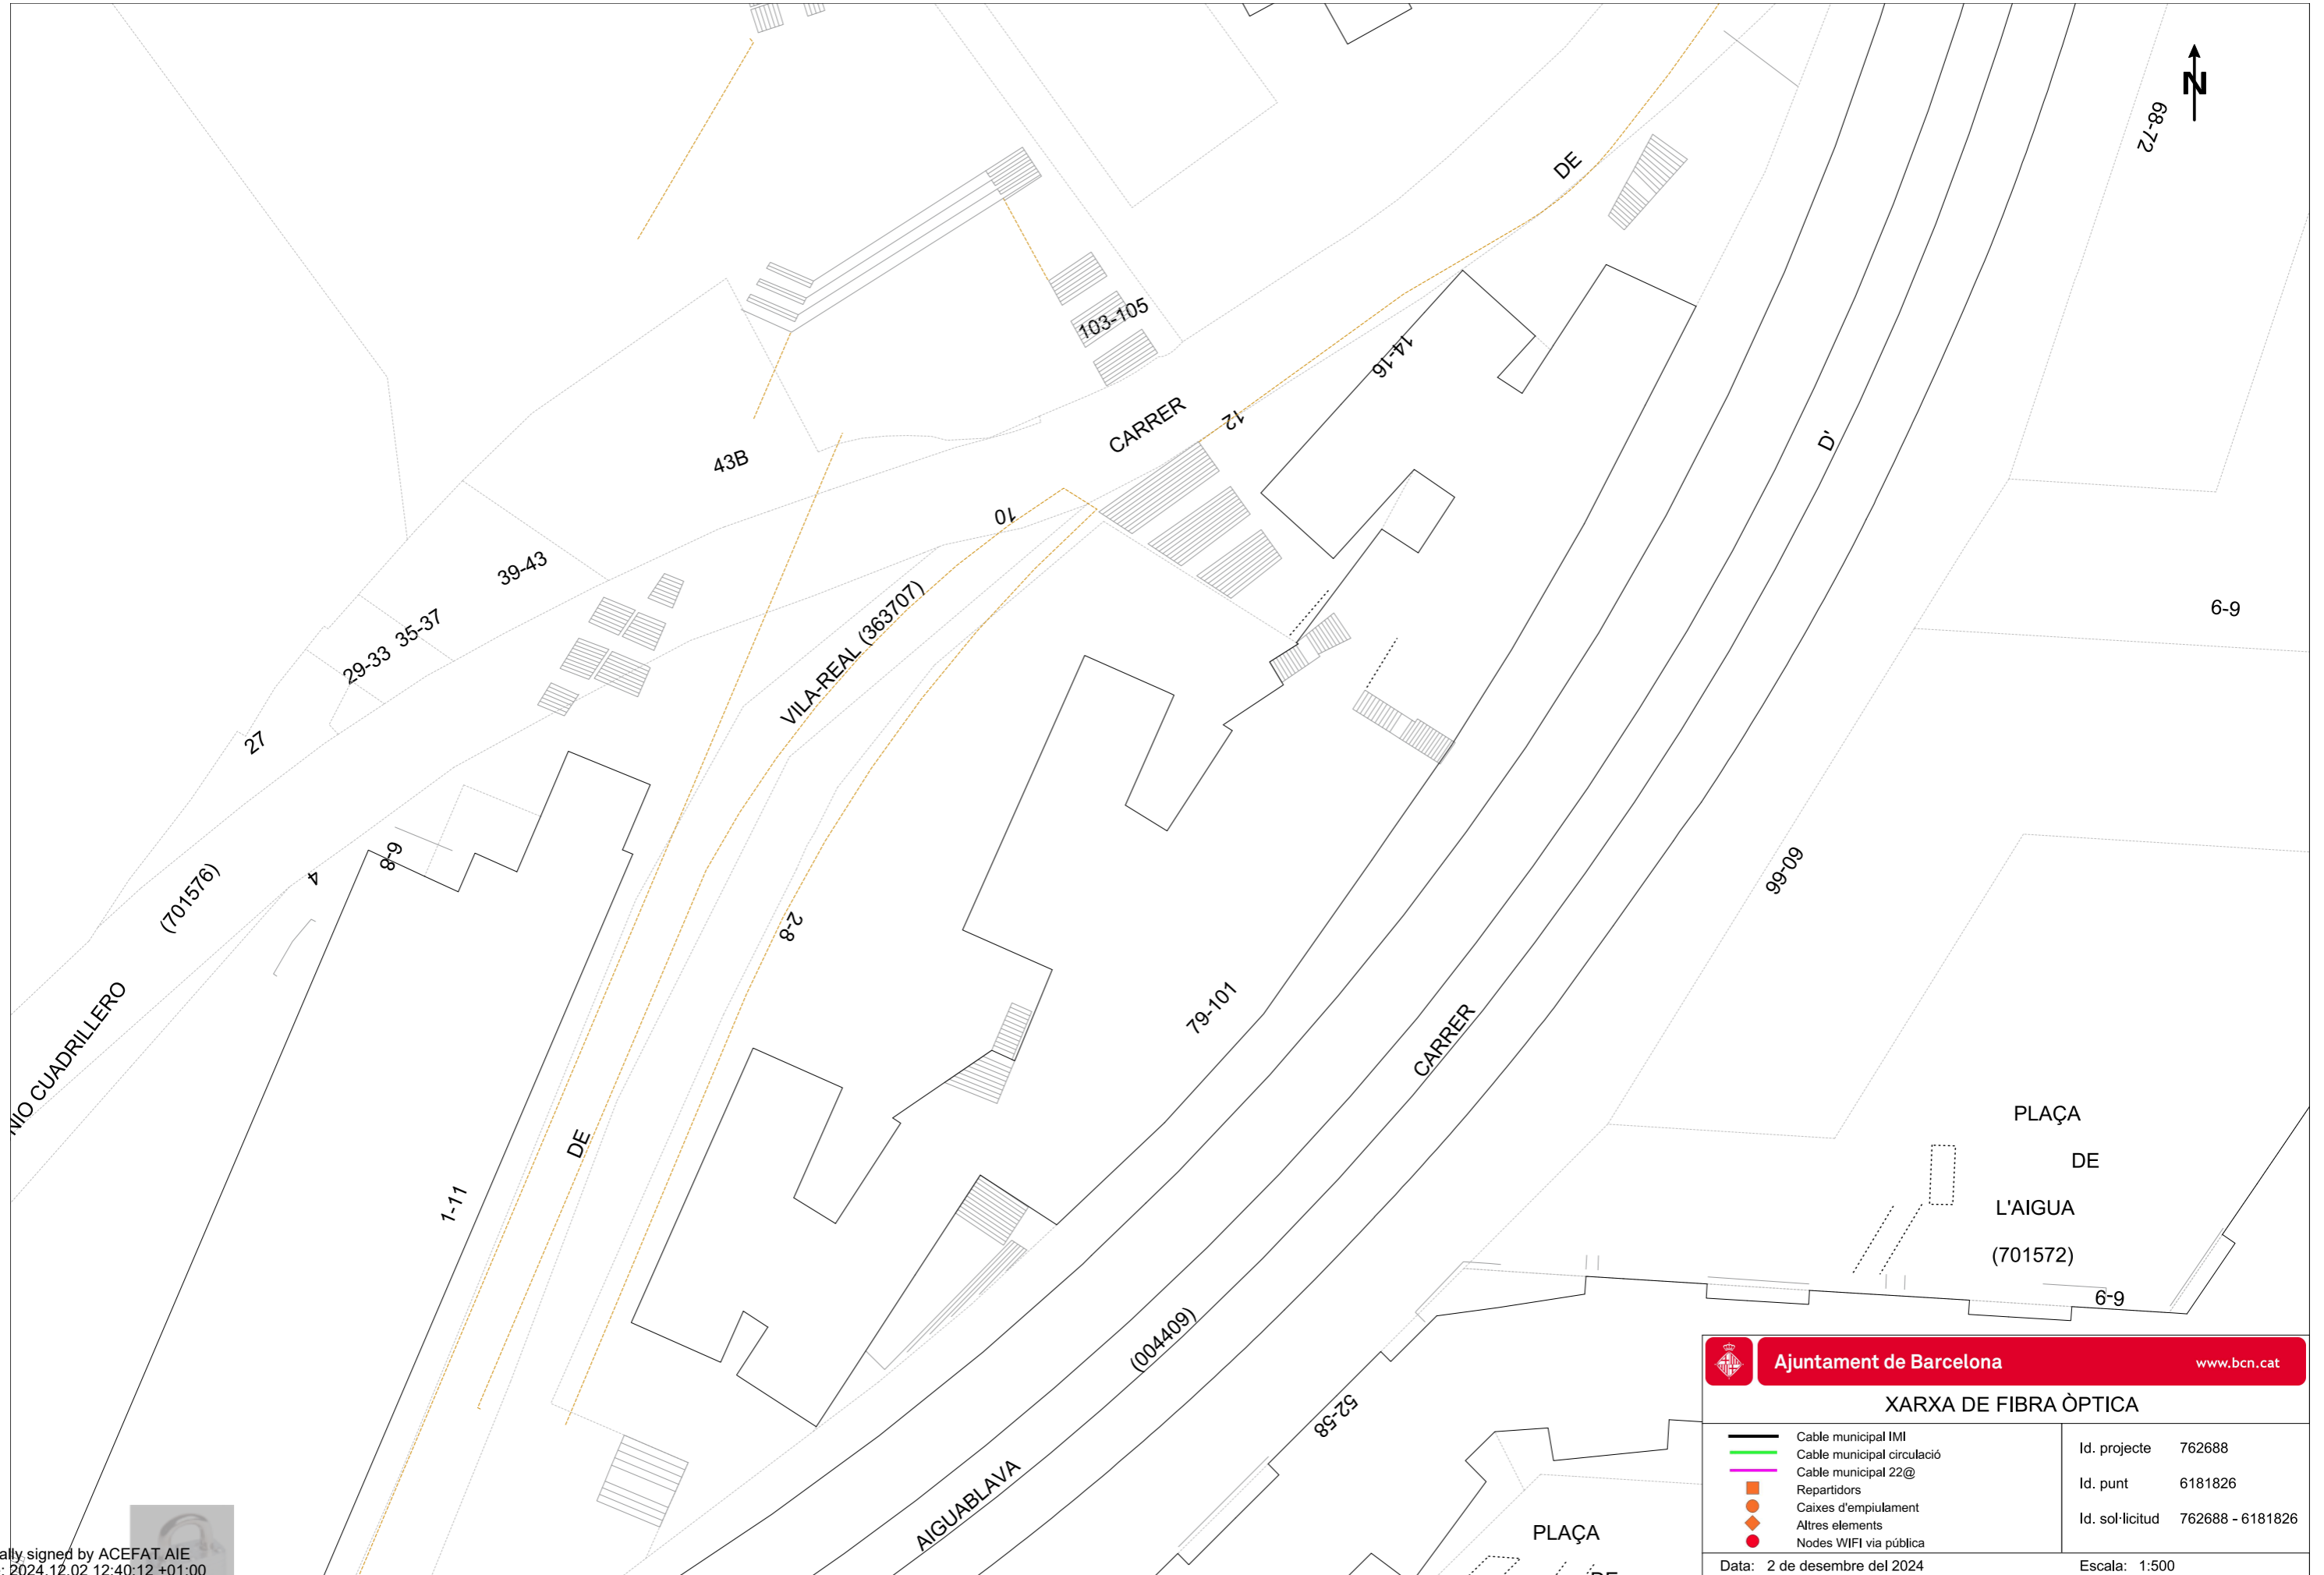 N
68-72
DE
103-105
14-16
CARRER
12
D'
43B
10
39-43
6-9
35-37
VILA-REAL (363707)
29-33
27
6-8
4
60-66
(701576)
2-8
79-101
NIO CUADRILLERO
CARRER
PLAÇA
DE
DE
L'AIGUA
1-11
(701572)
6-9
(004409)
52-58
AIGUABLAVA
PLAÇA
DE
Ajuntament de Barcelona
www.bcn.cat
XARXA DE FIBRA ÒPTICA
Cable municipal IMI
Cable municipal circulació
Cable municipal 22@
Repartidors
Caixes d'empiulament
Altres elements
Nodes WIFI via pública
Id. projecte 762688
Id. punt 6181826
Id. sol·licitud 762688 - 6181826
Data: 2 de desembre del 2024
Escala: 1:500
ally signed by ACEFAT AIE
: 2024.12.02 12:40:12 +01:00